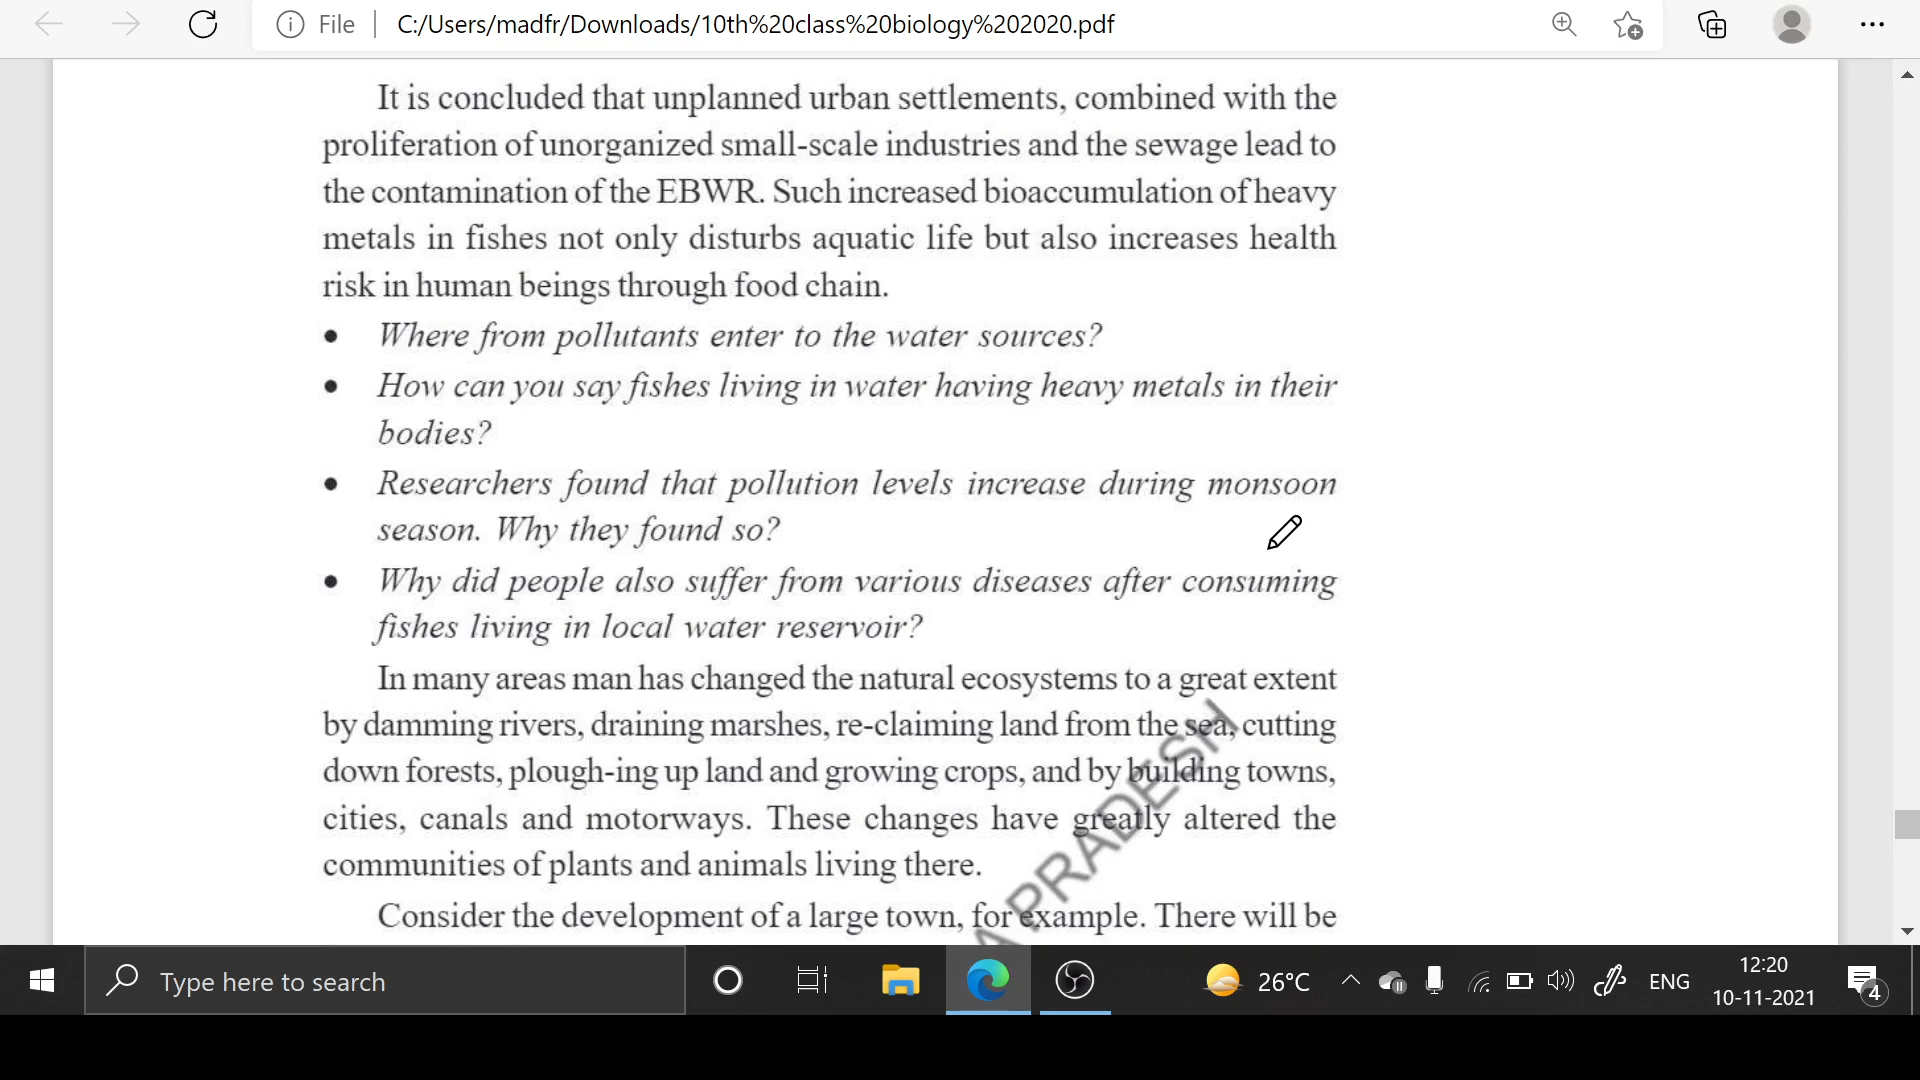 File
C:/Users/madfr/Downloads/10th%20class%20biology%202020.pdf
It is concluded that unplanned urban settlements, combined with the
proliferation of unorganized small-scale industries and the sewage lead to
the contamination of the EBWR. Such increased bioaccumulation of heavy
metals in fishes not only disturbs aquatic life but also increases health
risk in human beings through food chain.
• Where from pollutants enter to the water sources?
• How can you say fishes living in water having heavy metals in their
bodies?
• Researchers found that pollution levels increase during monsoon
season. Why they found so?
• Why did people also suffer from various diseases after consuming
fishes living in local water reservoir?
In many areas man has changed the natural ecosystems to a great extent
by damming rivers, draining marshes, re-claiming land from the sea, cutting
down forests, plough-ing up land and growing crops, and by building towns,
cities, canals and motorways. These changes have greatly altered the
communities of plants and animals living there.
Consider the development of a large town, for example. There will be
A PRADESH
Type here to search
26°C
ENG
12:20
10-11-2021
4